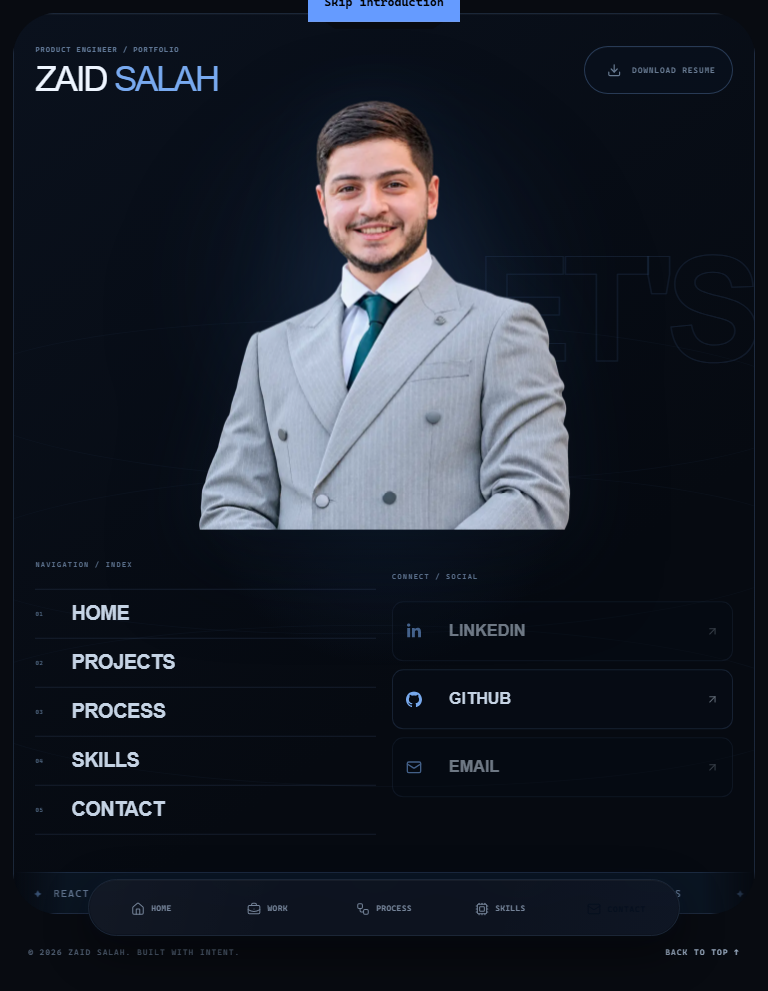 Skip introduction
PRODUCT ENGINEER / PORTFOLIO
ZAID SALAH
DOWNLOAD RESUME
ET'S
NAVIGATION / INDEX
01 HOME
02 PROJECTS
03 PROCESS
04 SKILLS
05 CONTACT
CONNECT / SOCIAL
LINKEDIN
GITHUB
EMAIL
REACT
HOME
WORK
PROCESS
SKILLS
CONTACT
© 2026 ZAID SALAH. BUILT WITH INTENT.
BACK TO TOP ↑